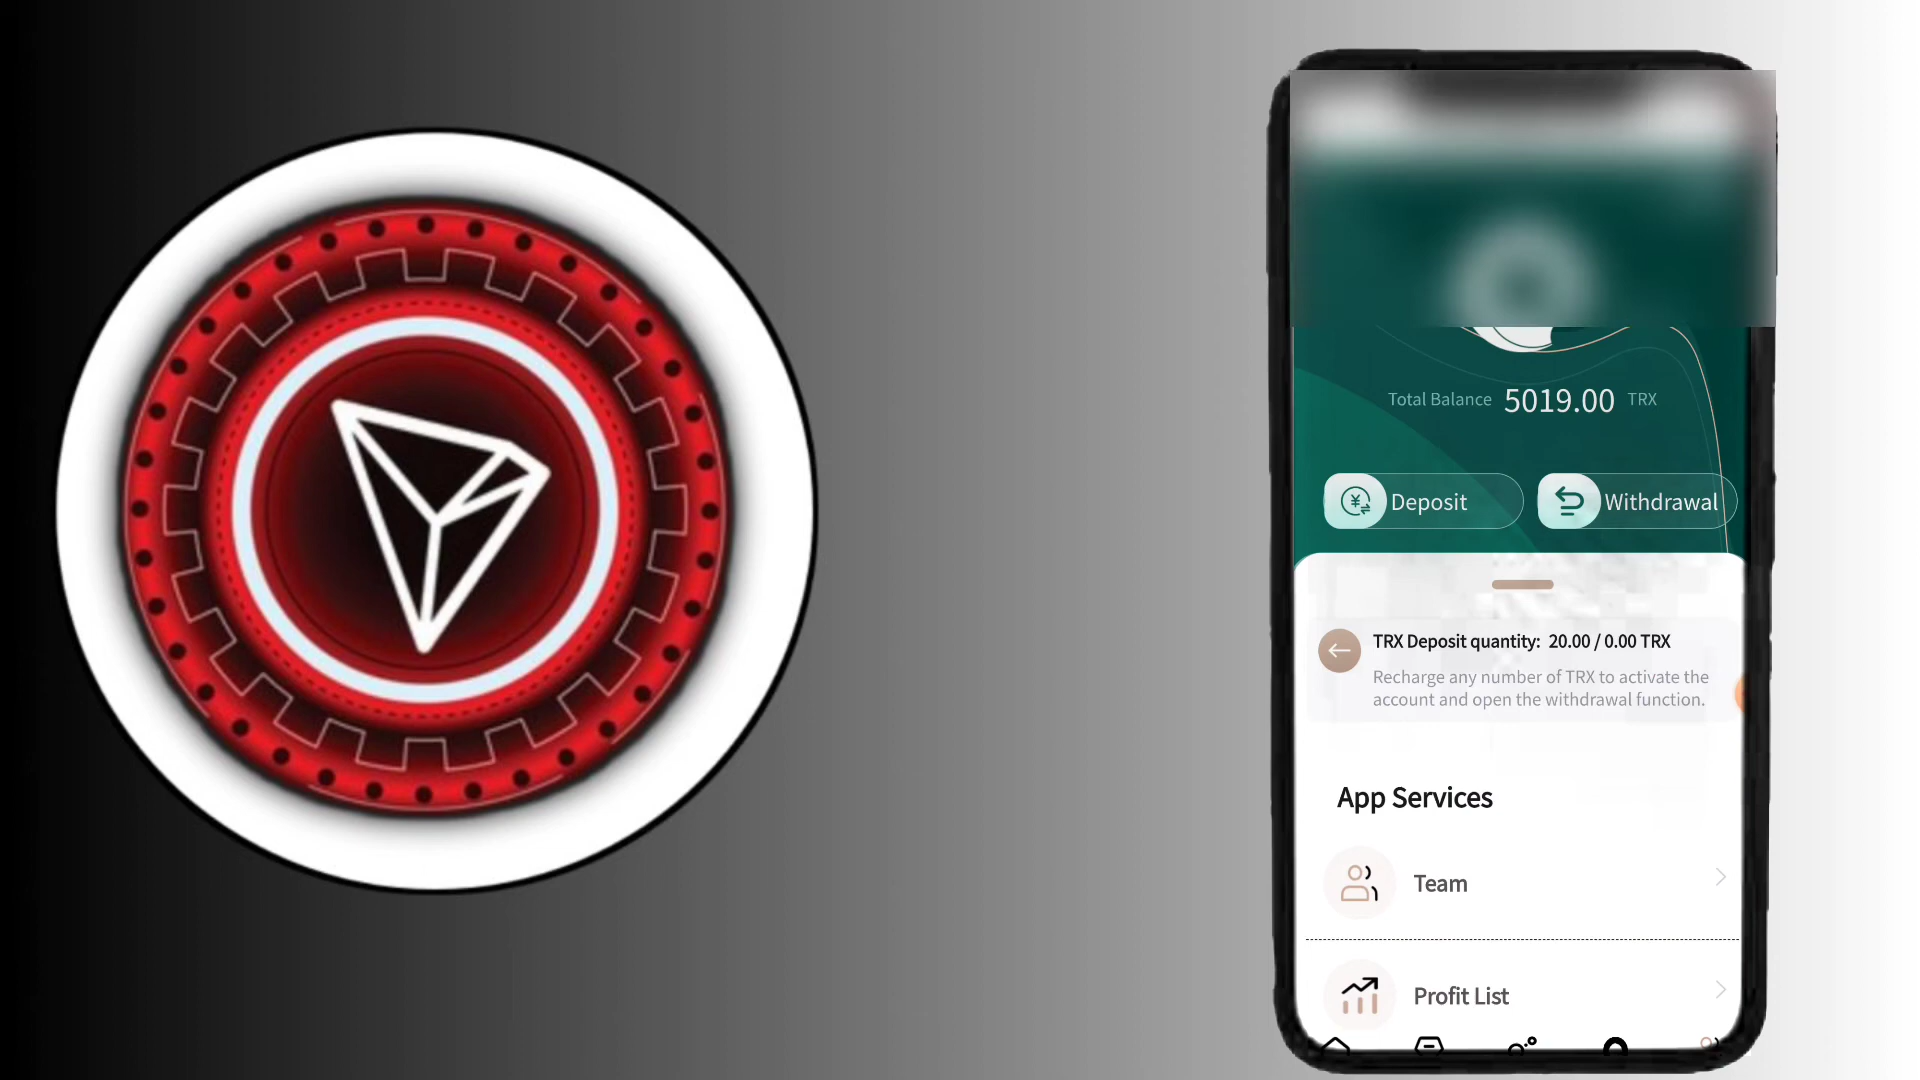 Total Balance 5019.00 TRX
Deposit
Withdrawal
TRX Deposit quantity: 20.00 / 0.00 TRX
Recharge any number of TRX to activate the
account and open the withdrawal function.
App Services
Team
Profit List